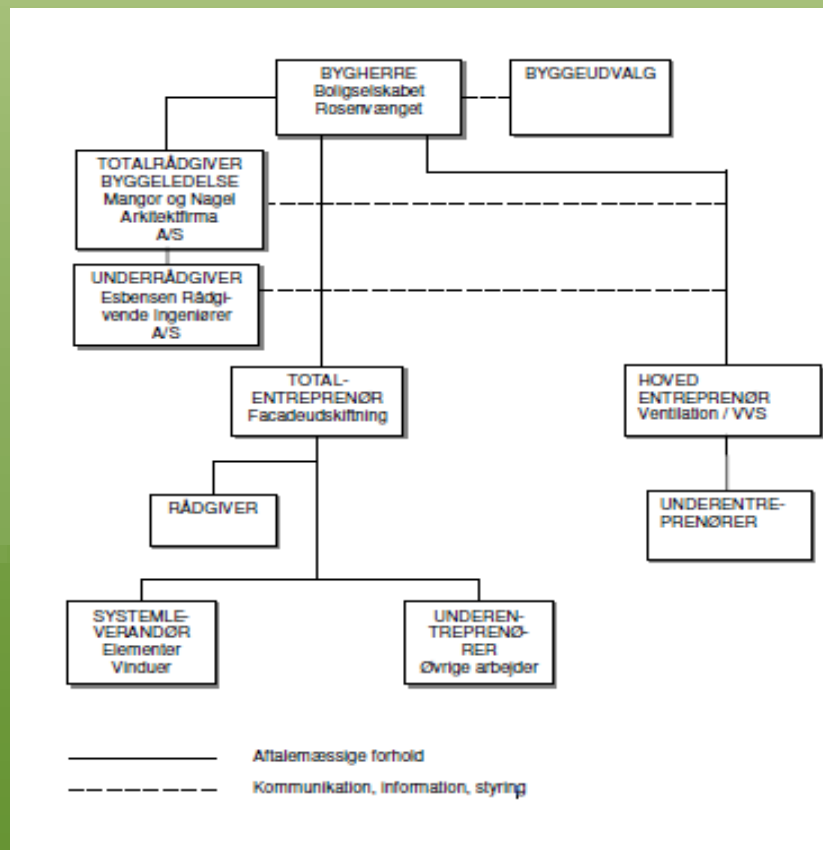 BYGHERRE
Boligselskabet
Rosenvænget
BYGGEUDVALG
TOTALRÅDGIVER
BYGGELEDELSE
Mangor og Nagel
Arkitektfirma
A/S
UNDERRÅDGIVER
Esbensen Rådgi-
vende Ingeniører
A/S
TOTAL-
ENTREPRENØR
Facadeudskiftning
HOVED
ENTREPRENØR
Ventilation / VVS
RÅDGIVER
UNDERENTRE-
PRENØRER
SYSTEMLE-
VERANDØR
Elementer
Vinduer
UNDEREN-
TREPRENØ-
RER
Øvrige arbejder
Aftalemæssige forhold
Kommunikation, information, styring